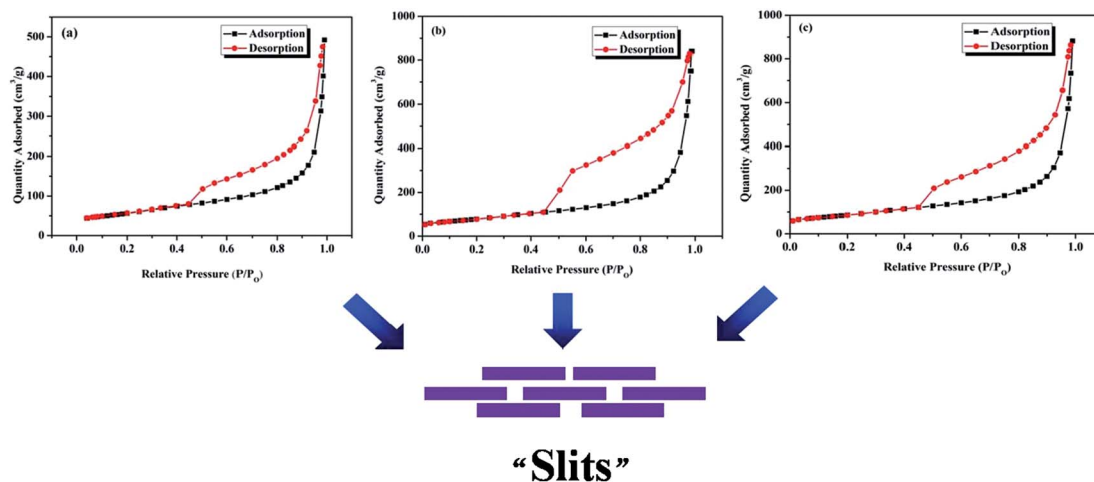 (a)
Adsorption
Desorption
500
400
300
200
100
0
0.0 0.2 0.4 0.6 0.8 1.0
Quantity Adsorbed (cm³/g)
Relative Pressure (P/P₀)
(b)
Adsorption
Desorption
1000
800
600
400
200
0
0.0 0.2 0.4 0.6 0.8 1.0
Quantity Adsorbed (cm³/g)
Relative Pressure (P/P₀)
(c)
Adsorption
Desorption
1000
800
600
400
200
0
0.0 0.2 0.4 0.6 0.8 1.0
Quantity Adsorbed (cm³/g)
Relative Pressure (P/P₀)
“Slits”